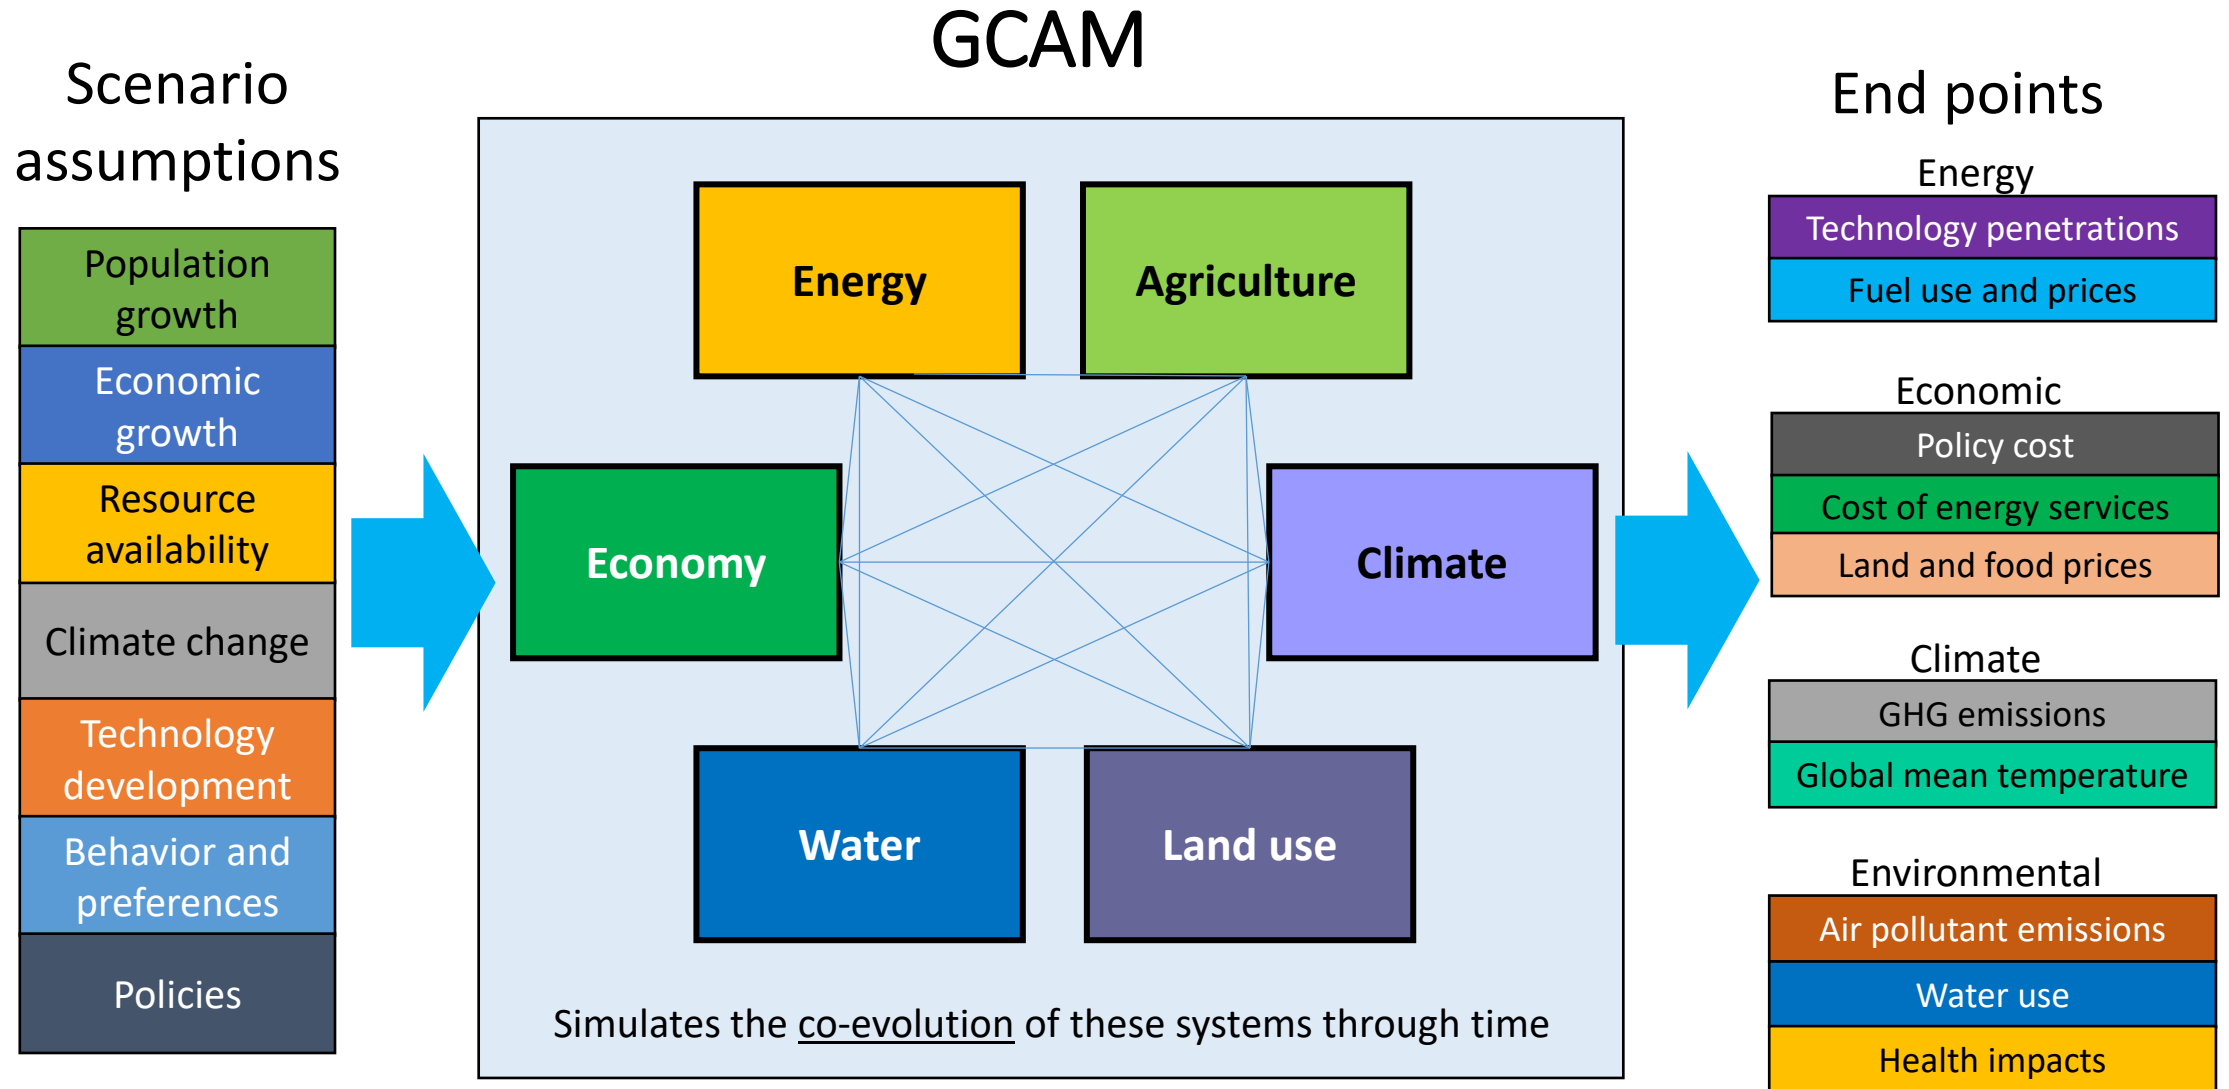 GCAM
Scenario
assumptions
Population
growth
Economic
growth
Resource
availability
Climate change
Technology
development
Behavior and
preferences
Policies
Energy
Agriculture
Economy
Climate
Water
Land use
Simulates the co-evolution of these systems through time
End points
Energy
Technology penetrations
Fuel use and prices
Economic
Policy cost
Cost of energy services
Land and food prices
Climate
GHG emissions
Global mean temperature
Environmental
Air pollutant emissions
Water use
Health impacts